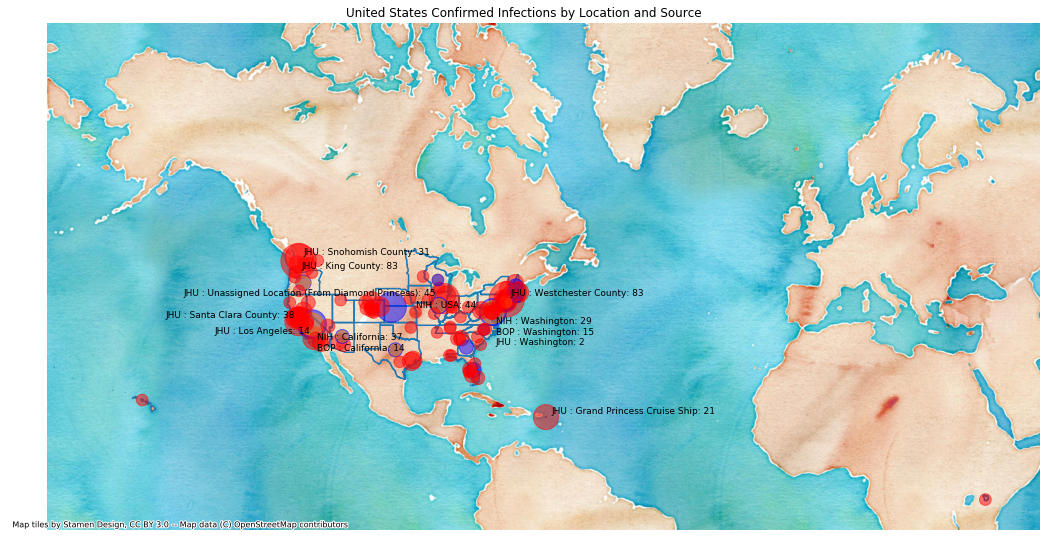 United States Confirmed Infections by Location and Source
JHU : Snohomish County: 31
JHU : King County: 83
JHU : Unassigned Location (From Diamond Princess): 45
JHU : Westchester County: 83
NIH : USA: 44
JHU : Santa Clara County: 38
NIH : Washington: 29
JHU : Los Angeles: 14
BOP : Washington: 15
NIH : California: 37
JHU : Washington: 2
BOP : California: 14
JHU : Grand Princess Cruise Ship: 21
Map tiles by Stamen Design, CC BY 3.0 -- Map data (C) OpenStreetMap contributors